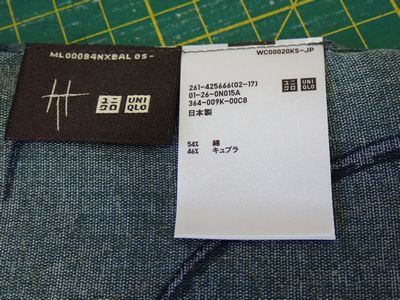 ML00084NXBAL 0S-
ユニ
クロ
UNI
QLO
WC00020KS-JP
261-425666(02-17)
01-26-0N015A
364-009K-00C8
日本製
ユニ
クロ
UNI
QLO
54% 綿
46% キュプラ